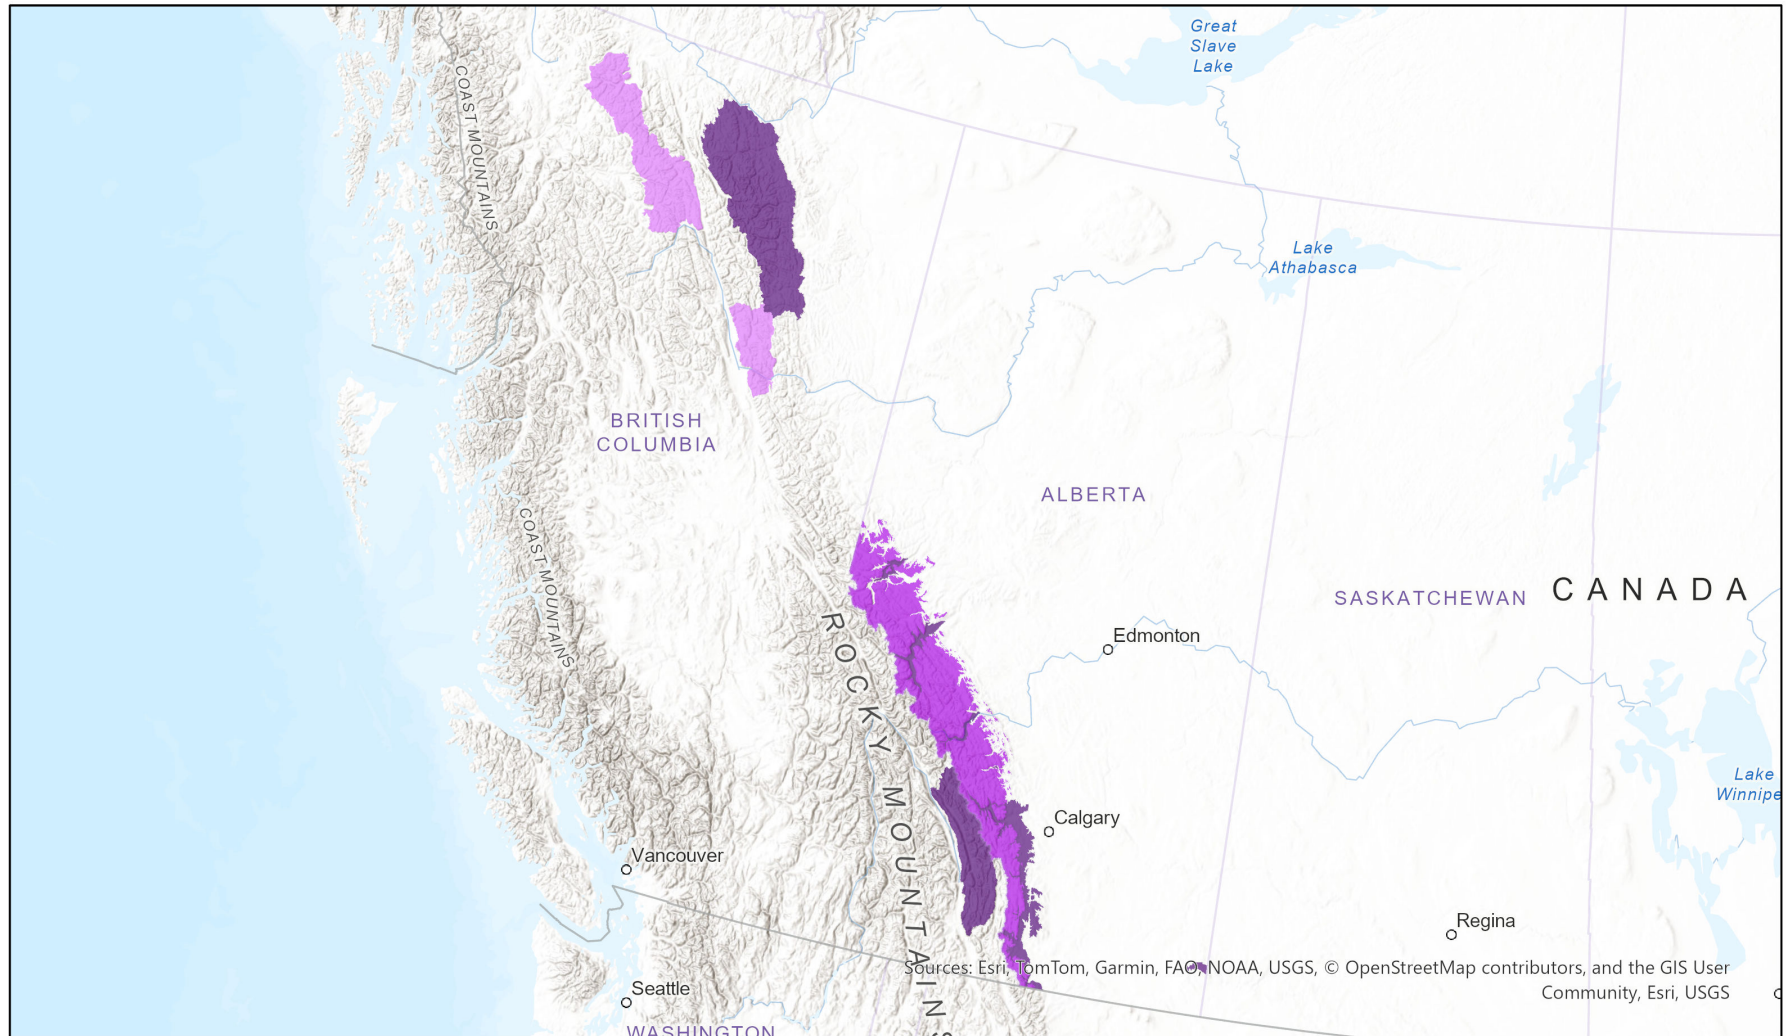 Great
Slave
Lake
COAST MOUNTAINS
Lake
Athabasca
BRITISH
COLUMBIA
ALBERTA
COAST MOUNTAINS
SASKATCHEWAN
CANADA
ROCKY MOUNTAINS
Edmonton
Lake
Winnipe
Calgary
Vancouver
Regina
Sources: Esri, TomTom, Garmin, FAO, NOAA, USGS, © OpenStreetMap contributors, and the GIS User
Community, Esri, USGS
Seattle
WASHINGTON